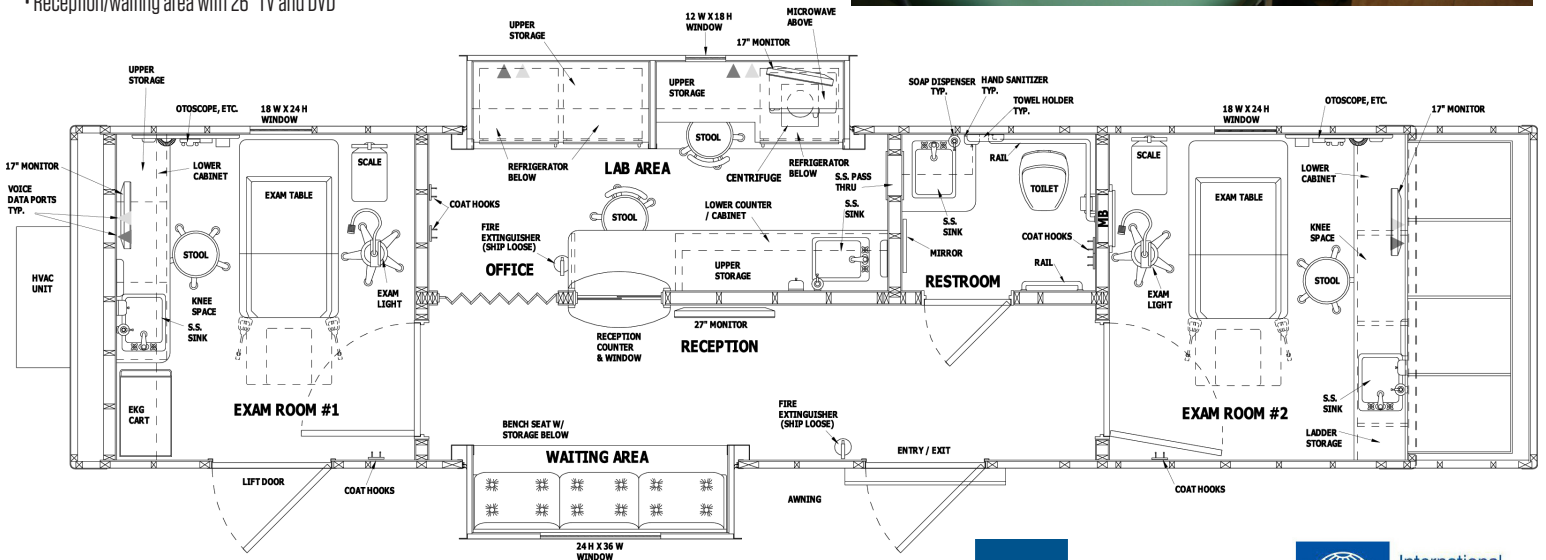 • Reception/waiting area with 26" TV and DVD
UPPER
STORAGE
12 W X 18 H
WINDOW
MICROWAVE
ABOVE
17" MONITOR
UPPER
STORAGE
OTOSCOPE, ETC.
18 W X 24 H
WINDOW
UPPER
STORAGE
SOAP DISPENSER
TYP.
HAND SANITIZER
TYP.
TOWEL HOLDER
TYP.
18 W X 24 H
WINDOW
OTOSCOPE, ETC.
17" MONITOR
17" MONITOR
VOICE
DATA PORTS
TYP.
LOWER
CABINET
SCALE
EXAM TABLE
STOOL
REFRIGERATOR
BELOW
LAB AREA
CENTRIFUGE
REFRIGERATOR
BELOW
S.S. PASS
THRU
RAIL
TOILET
SCALE
EXAM TABLE
LOWER
CABINET
COAT HOOKS
STOOL
LOWER COUNTER
/ CABINET
S.S.
SINK
S.S.
SINK
MB
KNEE
SPACE
FIRE
EXTINGUISHER
(SHIP LOOSE)
COAT HOOKS
MIRROR
STOOL
HVAC
UNIT
OFFICE
UPPER
STORAGE
RESTROOM
RAIL
STOOL
KNEE
SPACE
EXAM
LIGHT
EXAM
LIGHT
S.S.
SINK
RECEPTION
COUNTER
& WINDOW
27" MONITOR
RECEPTION
EKG
CART
EXAM ROOM #1
FIRE
EXTINGUISHER
(SHIP LOOSE)
EXAM ROOM #2
S.S.
SINK
BENCH SEAT W/
STORAGE BELOW
LADDER
STORAGE
WAITING AREA
ENTRY / EXIT
LIFT DOOR
COAT HOOKS
AWNING
COAT HOOKS
24 H X 36 W
WINDOW
International